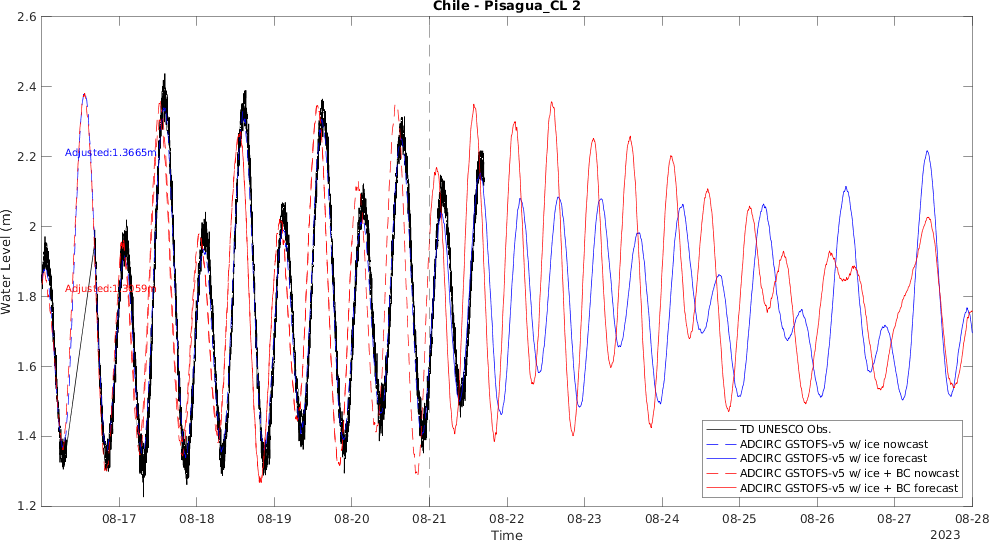 Chile - Pisagua_CL 2
Water Level (m)
2.6
2.4
2.2
2
1.8
1.6
1.4
1.2
Adjusted:1.3665m
TD UNESCO Obs.
ADCIRC GSTOFS-v5 w/ ice nowcast
ADCIRC GSTOFS-v5 w/ ice forecast
ADCIRC GSTOFS-v5 w/ ice + BC nowcast
ADCIRC GSTOFS-v5 w/ ice + BC forecast
08-17 08-18 08-19 08-20 08-21 08-22 08-23 08-24 08-25 08-26 08-27 08-28
Time
2023